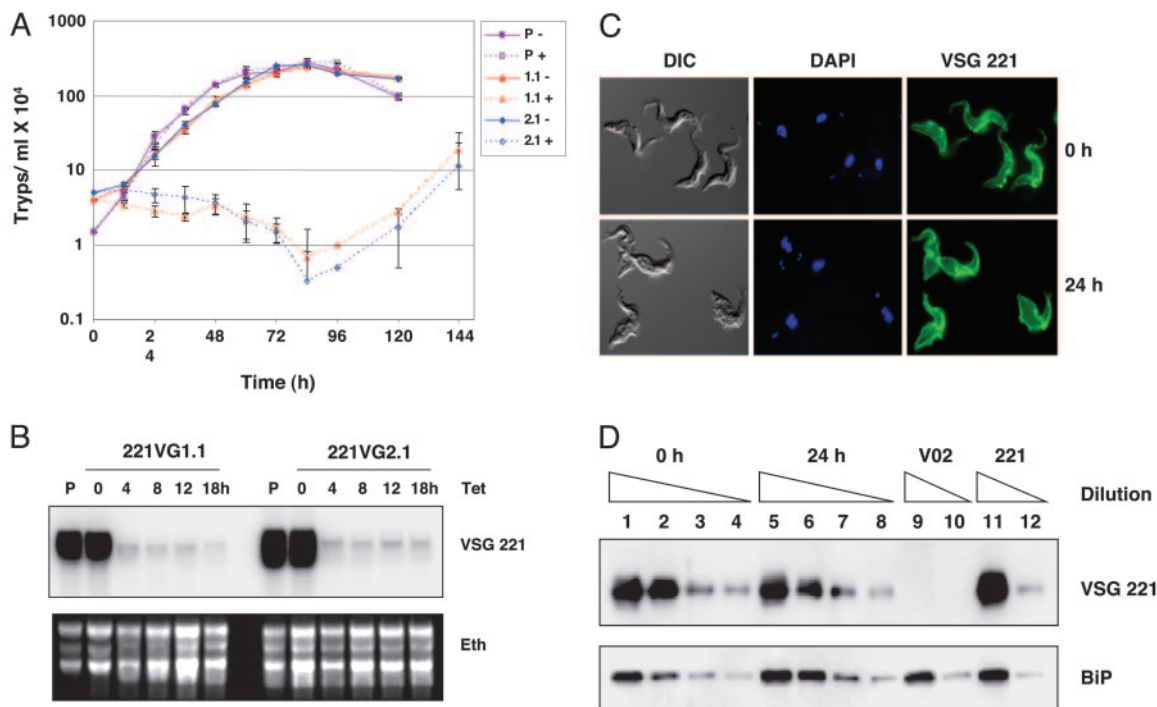 A
1000
100
10
1
0.1
Tryps/ ml X 10⁴
0
2
4
48
72
96
120
144
Time (h)
P -
P +
1.1 -
1.1 +
2.1 -
2.1 +
B
221VG1.1
221VG2.1
P 0 4 8 12 18h
P 0 4 8 12 18h
Tet
VSG 221
Eth
C
DIC
DAPI
VSG 221
0 h
24 h
D
0 h
24 h
V02
221
Dilution
1 2 3 4 5 6 7 8 9 10 11 12
VSG 221
BiP